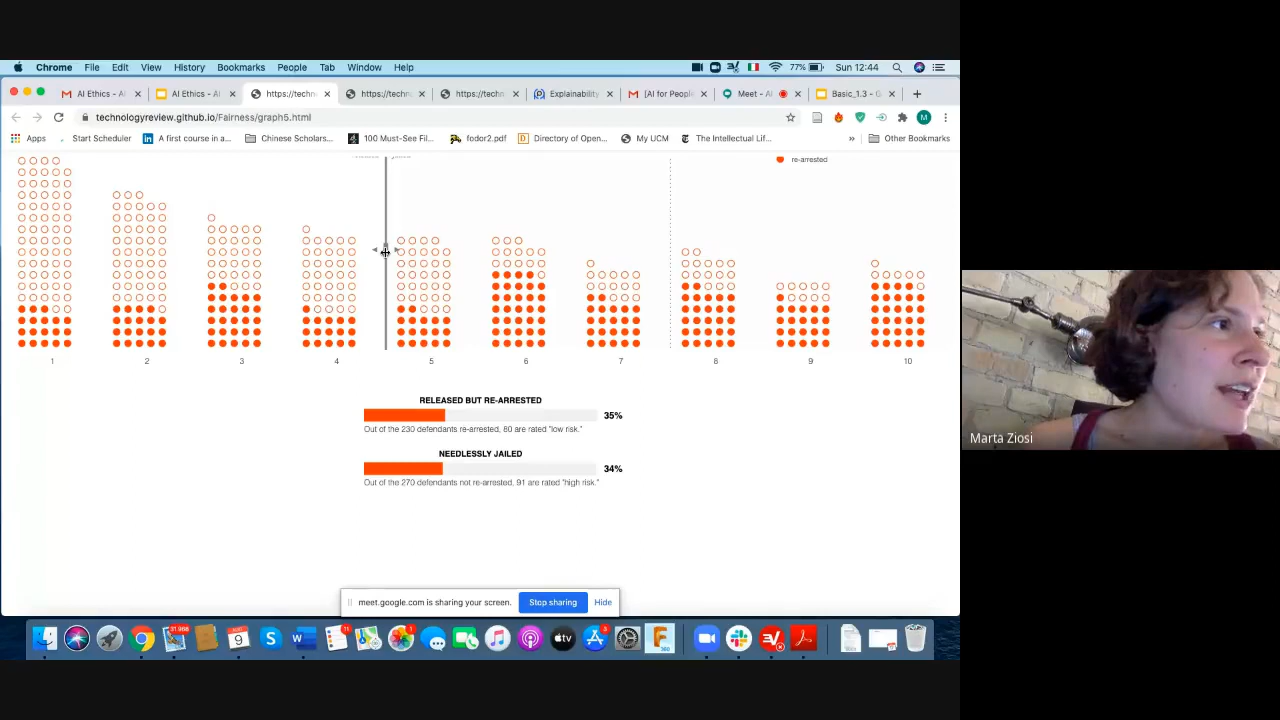 Chrome File Edit View History Bookmarks People Tab Window Help 77% Sun 12:44
AI Ethics - AI AI Ethics - AI https://techn https://techn https://techn Explainability [AI for People Meet - AI Basic_1.3 - G
technologyreview.github.io/Fairness/graph5.html
Apps Start Scheduler A first course in a... Chinese Scholars... 100 Must-See Fil... fodor2.pdf Directory of Open... My UCM The Intellectual Lif... » Other Bookmarks
re-arrested
1 2 3 4 5 6 7 8 9 10
RELEASED BUT RE-ARRESTED
35%
Out of the 230 defendants re-arrested, 80 are rated "low risk."
NEEDLESSLY JAILED
34%
Out of the 270 defendants not re-arrested, 91 are rated "high risk."
Marta Ziosi
meet.google.com is sharing your screen. Stop sharing Hide